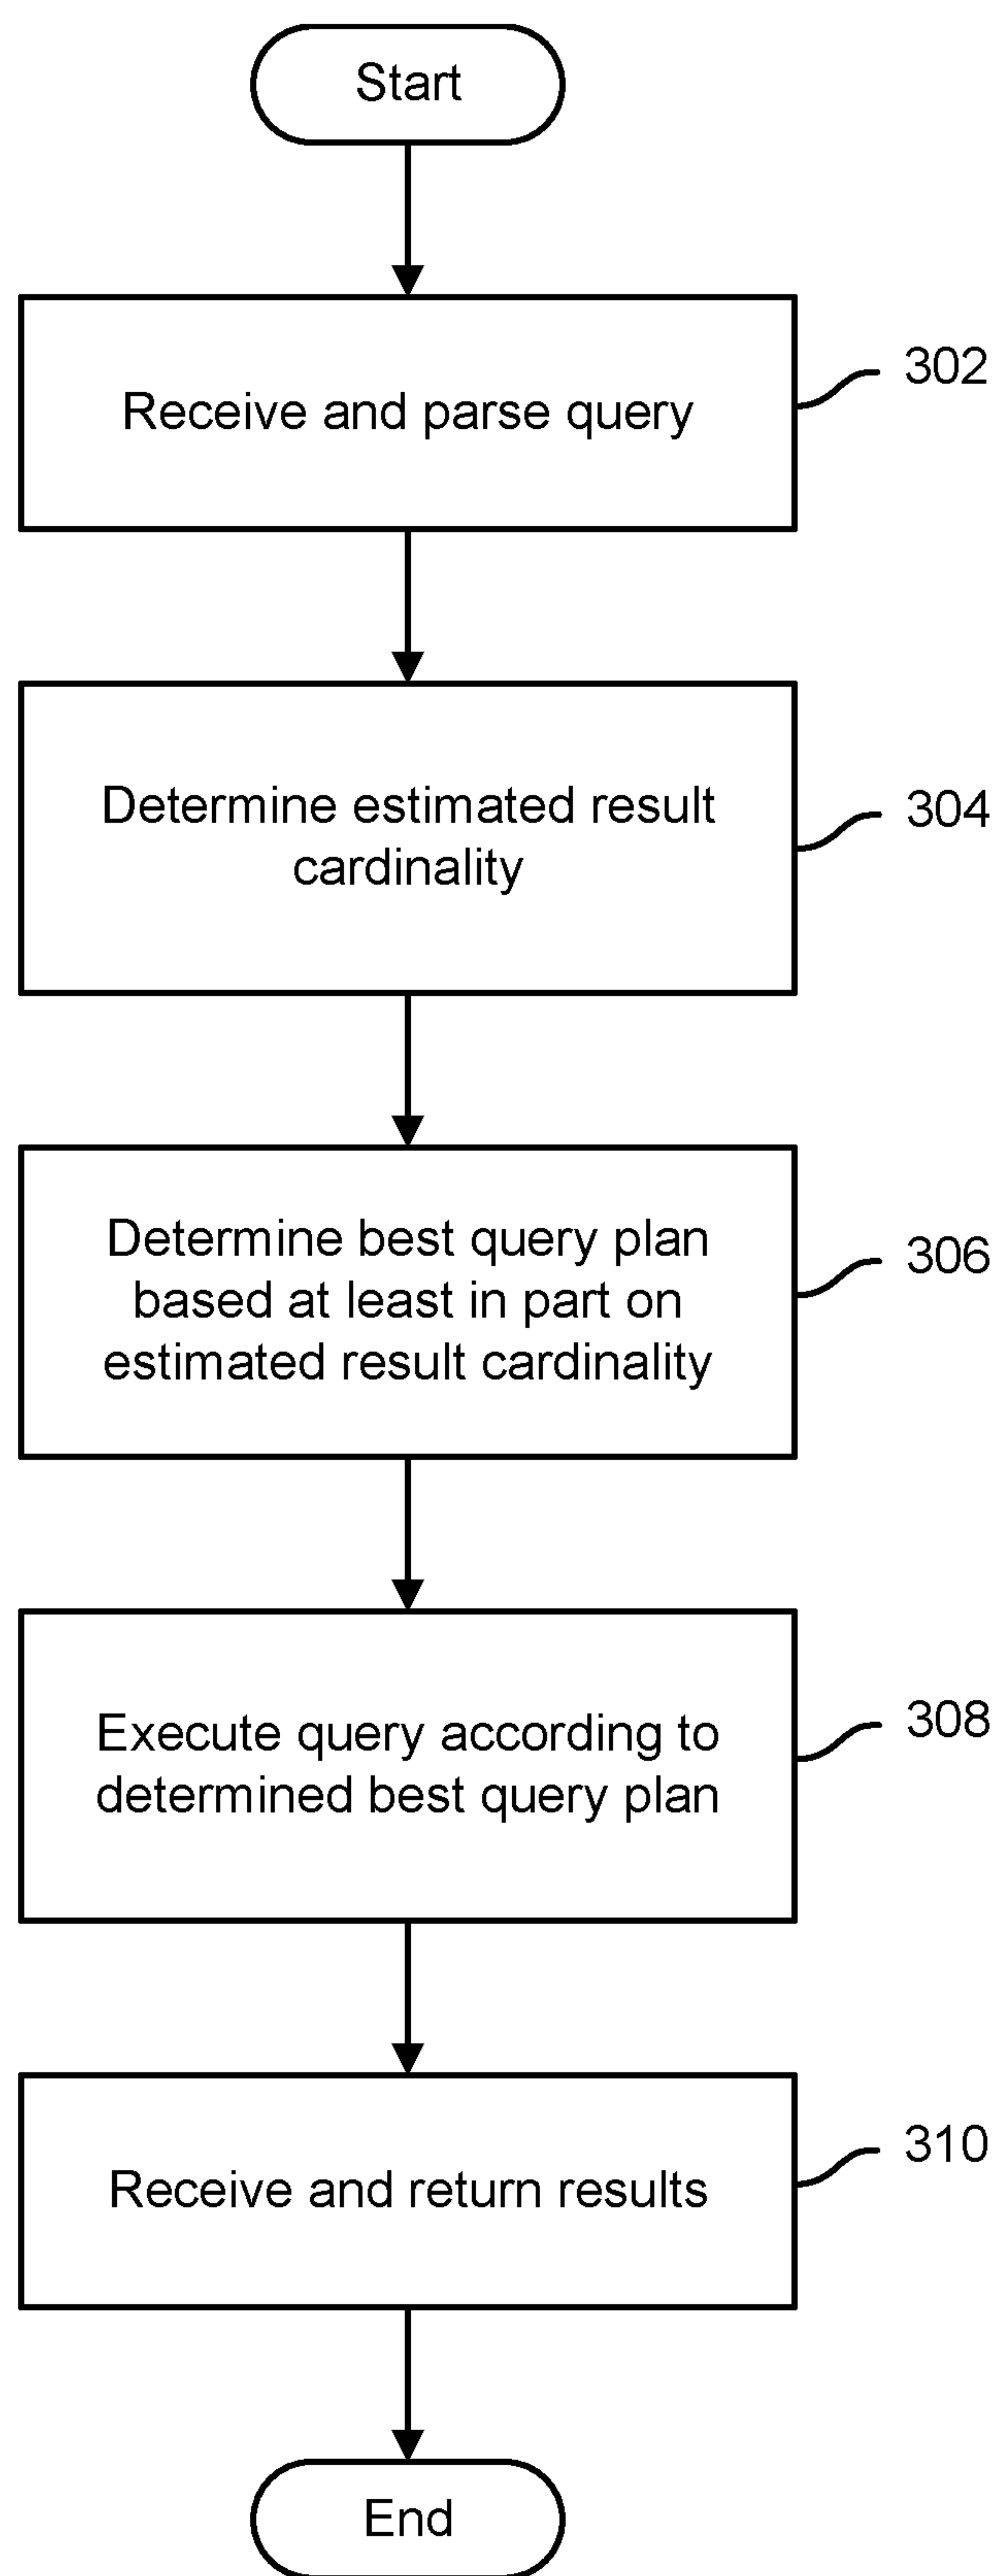 Start
Receive and parse query
302
Determine estimated result
cardinality
304
Determine best query plan
based at least in part on
estimated result cardinality
306
Execute query according to
determined best query plan
308
Receive and return results
310
End